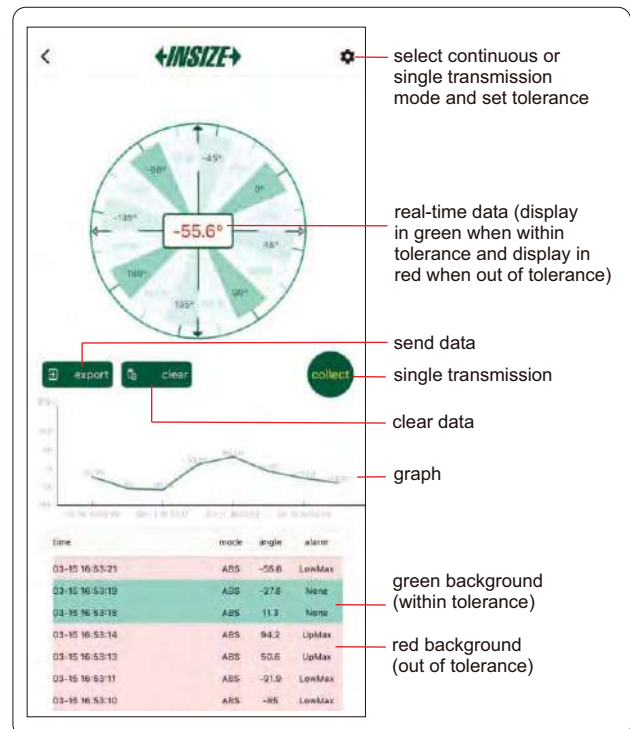 INSIZE
select continuous or
single transmission
mode and set tolerance
-90°
-45°
0°
-135°
-55.6°
45°
180°
135°
90°
real-time data (display
in green when within
tolerance and display in
red when out of tolerance)
send data
export
clear
collect
single transmission
clear data
graph
time mode angle alarm
03-15 16:53:21 ABS -55.6 LowMax
03-15 16:53:19 ABS -27.8 None
03-15 16:53:18 ABS 11.3 None
03-15 16:53:14 ABS 94.2 UpMax
03-15 16:53:13 ABS 50.6 UpMax
03-15 16:53:11 ABS -91.9 LowMax
03-15 16:53:10 ABS -85 LowMax
green background
(within tolerance)
red background
(out of tolerance)